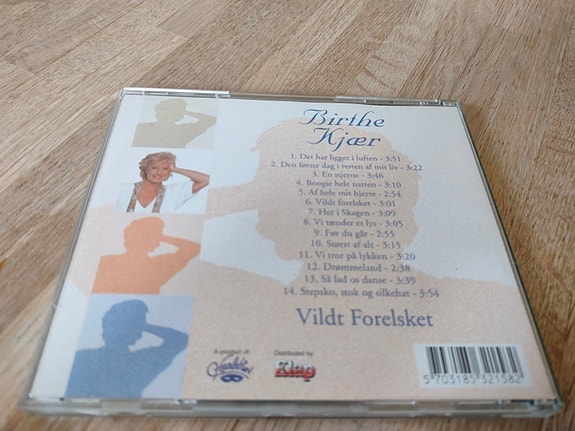 Birthe
Kjær
1. Det har ligget i luften - 3:51
2. Den første dag i resten af mit liv - 3:22
3. En stjerne - 3:46
4. Boogie hele natten - 3:10
5. Af hele mit hjerte - 2:54
6. Vildt forelsket - 3:01
7. Her i Skagen - 3:09
8. Vi tænder et lys - 3:05
9. Før du går - 2:55
10. Størst af alt - 3:15
11. Vi tror på lykken - 3:20
12. Drømmeland - 2:38
13. Så lad os danse - 3:39
14. Stepsko, stok og silkehat - 3:54
Vildt Forelsket
A product of:
Distributed by:
5 703185 321582